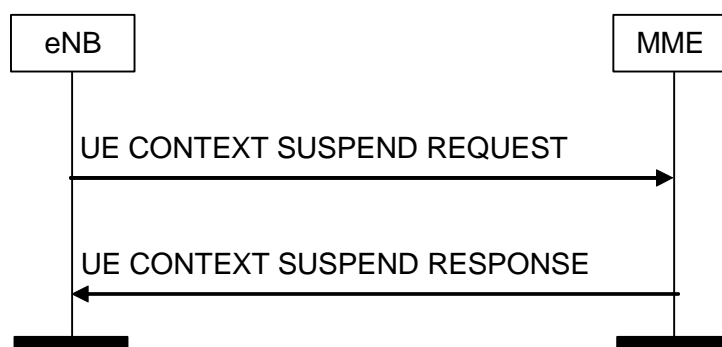 eNB
MME
UE CONTEXT SUSPEND REQUEST
UE CONTEXT SUSPEND RESPONSE